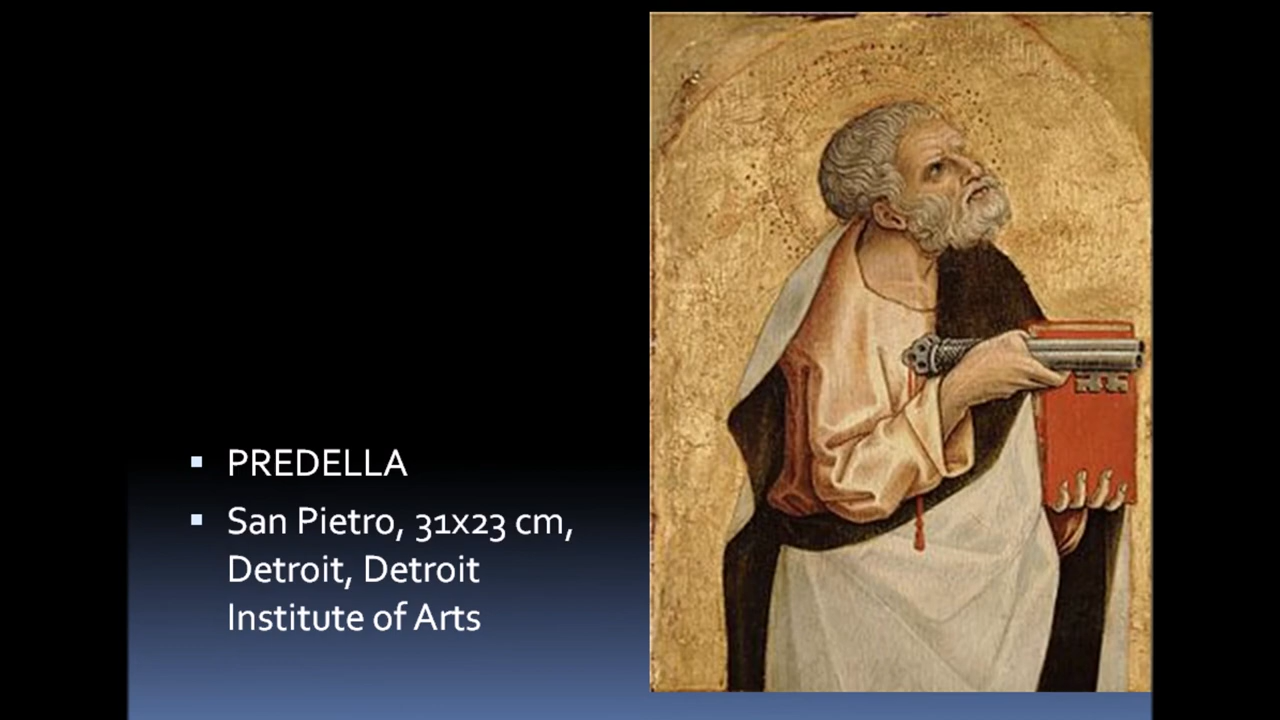 ▪ PREDELLA
▪ San Pietro, 31x23 cm,
Detroit, Detroit
Institute of Arts